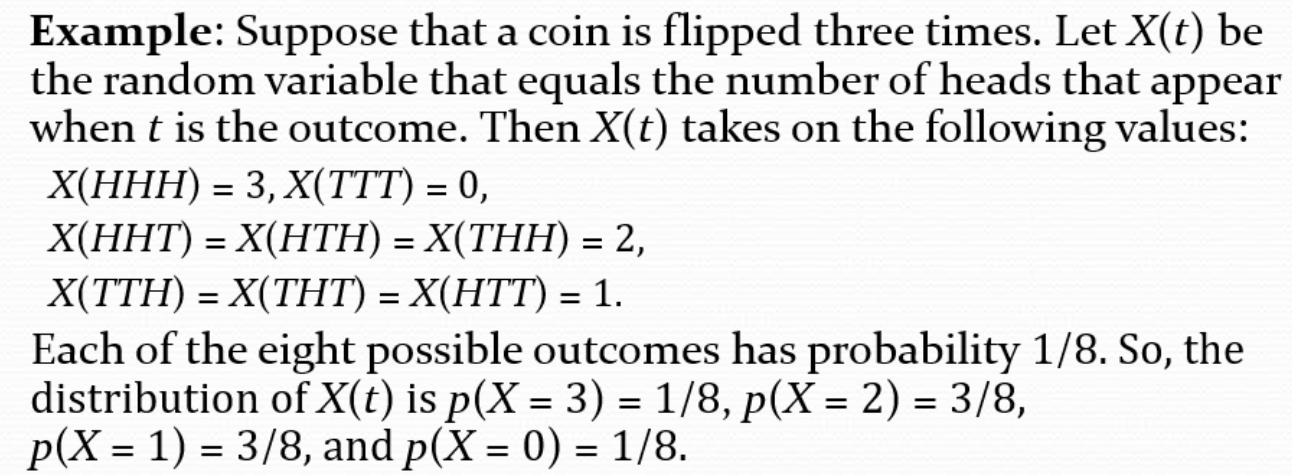 Example: Suppose that a coin is flipped three times. Let X(t) be
the random variable that equals the number of heads that appear
when t is the outcome. Then X(t) takes on the following values:
X(HHH) = 3, X(TTT) = 0,
X(HHT) = X(HTH) = X(THH) = 2,
X(TTH) = X(THT) = X(HTT) = 1.
Each of the eight possible outcomes has probability 1/8. So, the
distribution of X(t) is p(X = 3) = 1/8, p(X = 2) = 3/8,
p(X = 1) = 3/8, and p(X = 0) = 1/8.